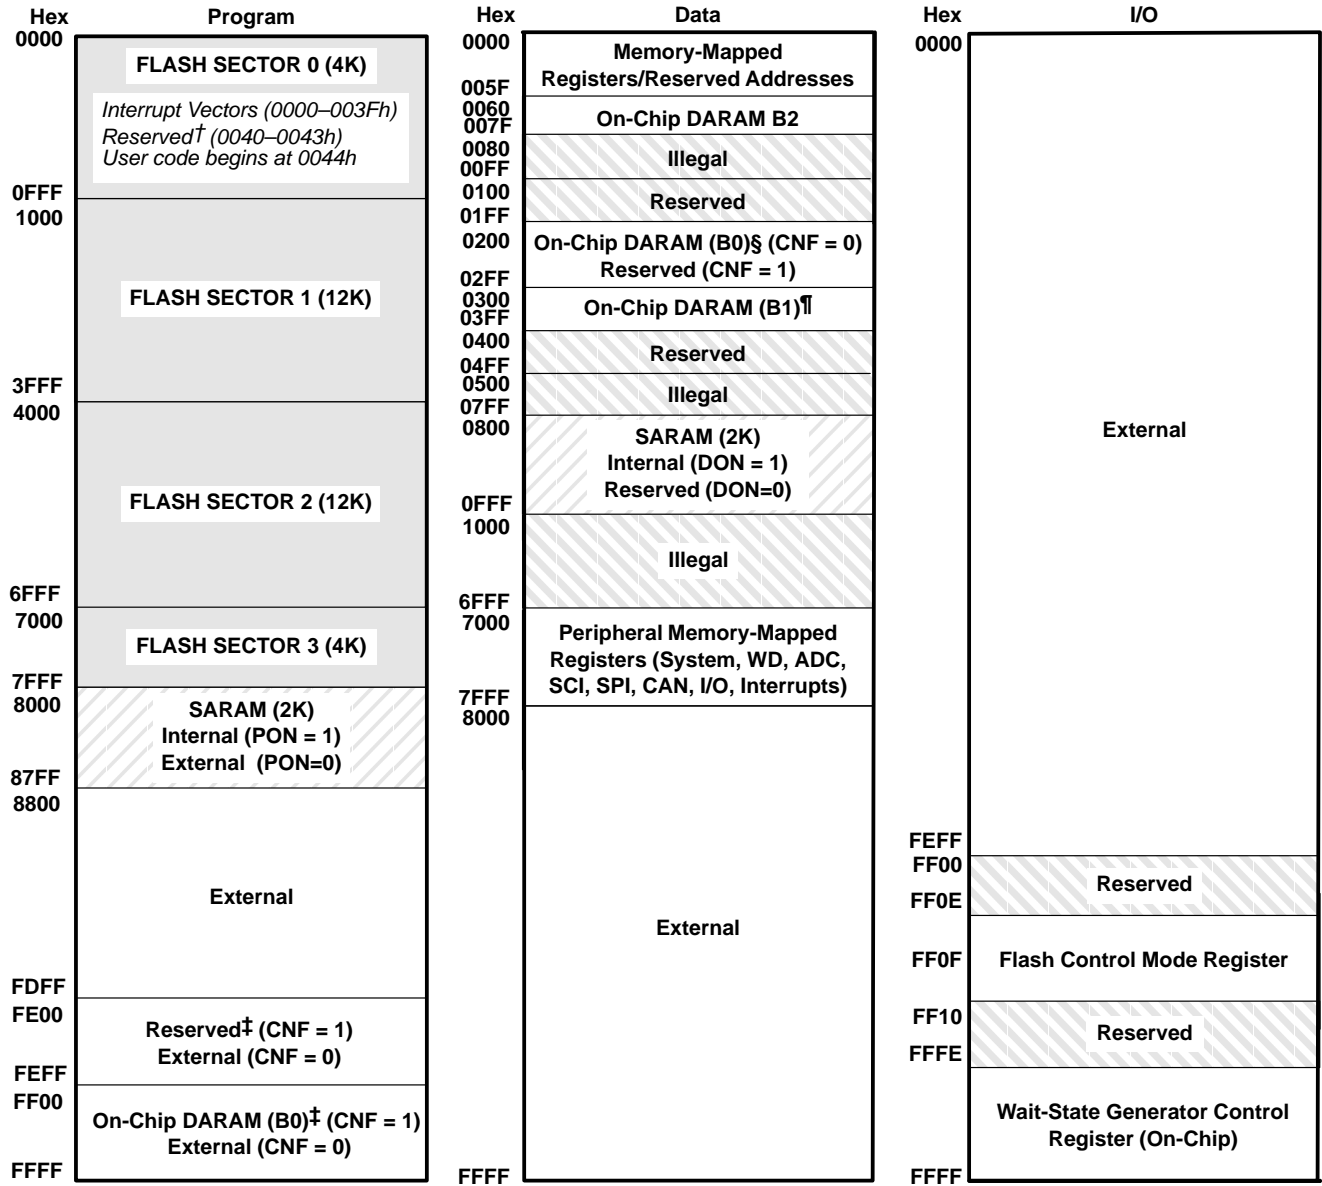 Hex
Program
0000
FLASH SECTOR 0 (4K)
Interrupt Vectors (0000–003Fh)
Reserved† (0040–0043h)
User code begins at 0044h
0FFF
1000
FLASH SECTOR 1 (12K)
3FFF
4000
FLASH SECTOR 2 (12K)
6FFF
7000
FLASH SECTOR 3 (4K)
7FFF
8000
SARAM (2K)
Internal (PON = 1)
External (PON=0)
87FF
8800
External
FDFF
FE00
Reserved‡ (CNF = 1)
External (CNF = 0)
FEFF
FF00
On-Chip DARAM (B0)‡ (CNF = 1)
External (CNF = 0)
FFFF
Hex
Data
0000
Memory-Mapped
Registers/Reserved Addresses
005F
0060
On-Chip DARAM B2
007F
0080
Illegal
00FF
0100
Reserved
01FF
0200
On-Chip DARAM (B0)§ (CNF = 0)
Reserved (CNF = 1)
02FF
0300
On-Chip DARAM (B1)¶
03FF
0400
Reserved
04FF
0500
Illegal
07FF
0800
SARAM (2K)
Internal (DON = 1)
Reserved (DON=0)
0FFF
1000
Illegal
6FFF
7000
Peripheral Memory-Mapped
Registers (System, WD, ADC,
SCI, SPI, CAN, I/O, Interrupts)
7FFF
8000
External
FFFF
Hex
I/O
0000
External
FEFF
FF00
Reserved
FF0E
FF0F
Flash Control Mode Register
FF10
Reserved
FFFE
Wait-State Generator Control
Register (On-Chip)
FFFF